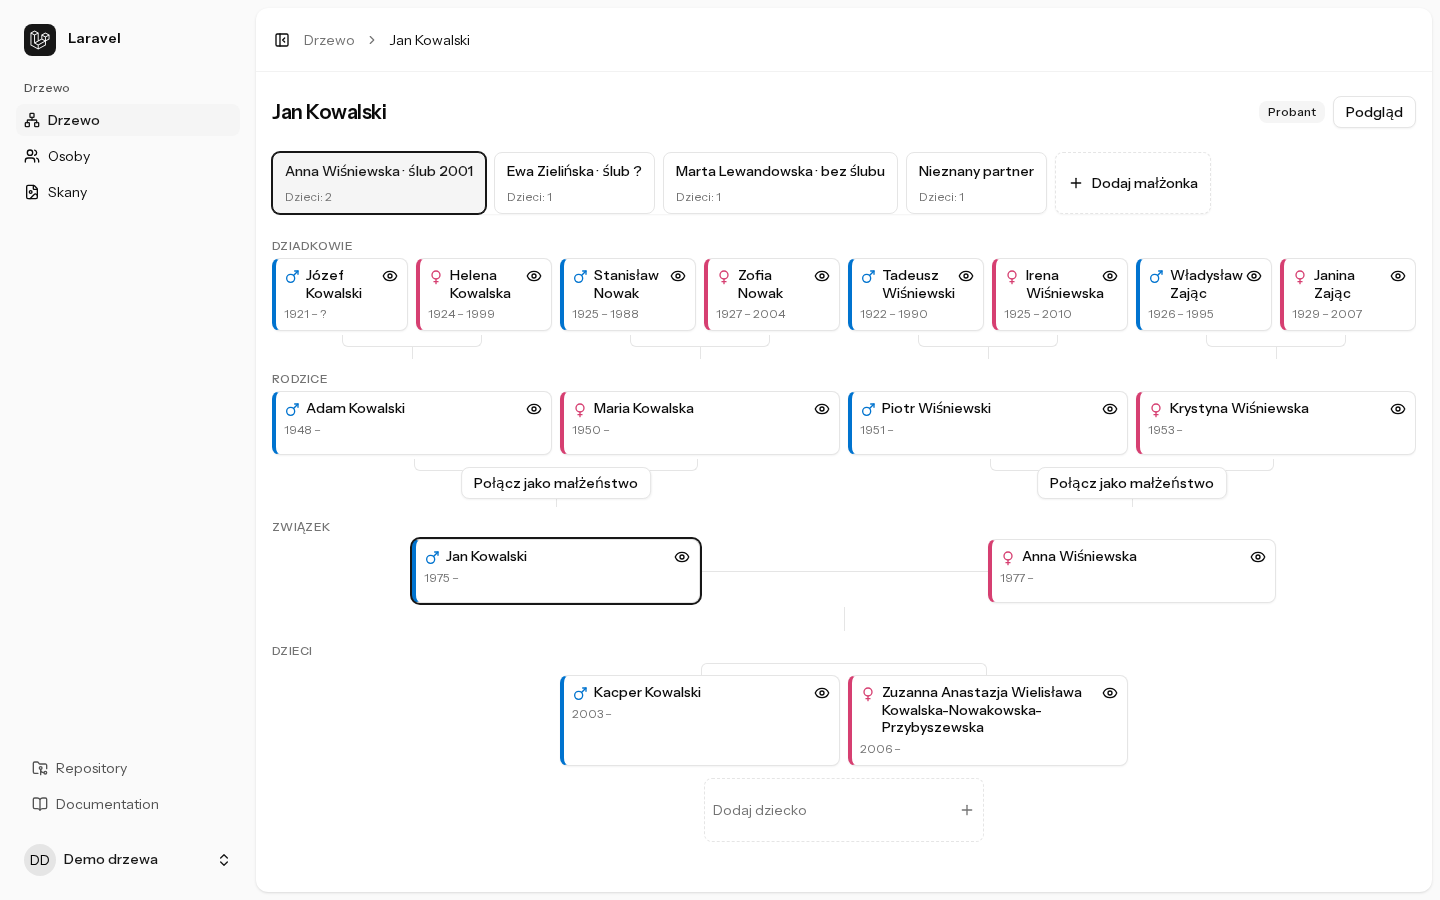 Laravel
Drzewo
Drzewo
Osoby
Skany
Repository
Documentation
DD
Demo drzewa
Drzewo
Jan Kowalski
Jan Kowalski
Probant
Podgląd
Anna Wiśniewska · ślub 2001
Dzieci: 2
Ewa Zielińska · ślub ?
Dzieci: 1
Marta Lewandowska · bez ślubu
Dzieci: 1
Nieznany partner
Dzieci: 1
Dodaj małżonka
DZIADKOWIE
Józef
Kowalski
1921 – ?
Helena
Kowalska
1924 – 1999
Stanisław
Nowak
1925 – 1988
Zofia
Nowak
1927 – 2004
Tadeusz
Wiśniewski
1922 – 1990
Irena
Wiśniewska
1925 – 2010
Władysław
Zając
1926 – 1995
Janina
Zając
1929 – 2007
RODZICE
Adam Kowalski
1948 –
Maria Kowalska
1950 –
Piotr Wiśniewski
1951 –
Krystyna Wiśniewska
1953 –
Połącz jako małżeństwo
Połącz jako małżeństwo
ZWIĄZEK
Jan Kowalski
1975 –
Anna Wiśniewska
1977 –
DZIECI
Kacper Kowalski
2003 –
Zuzanna Anastazja Wielisława
Kowalska-Nowakowska-
Przybyszewska
2006 –
Dodaj dziecko